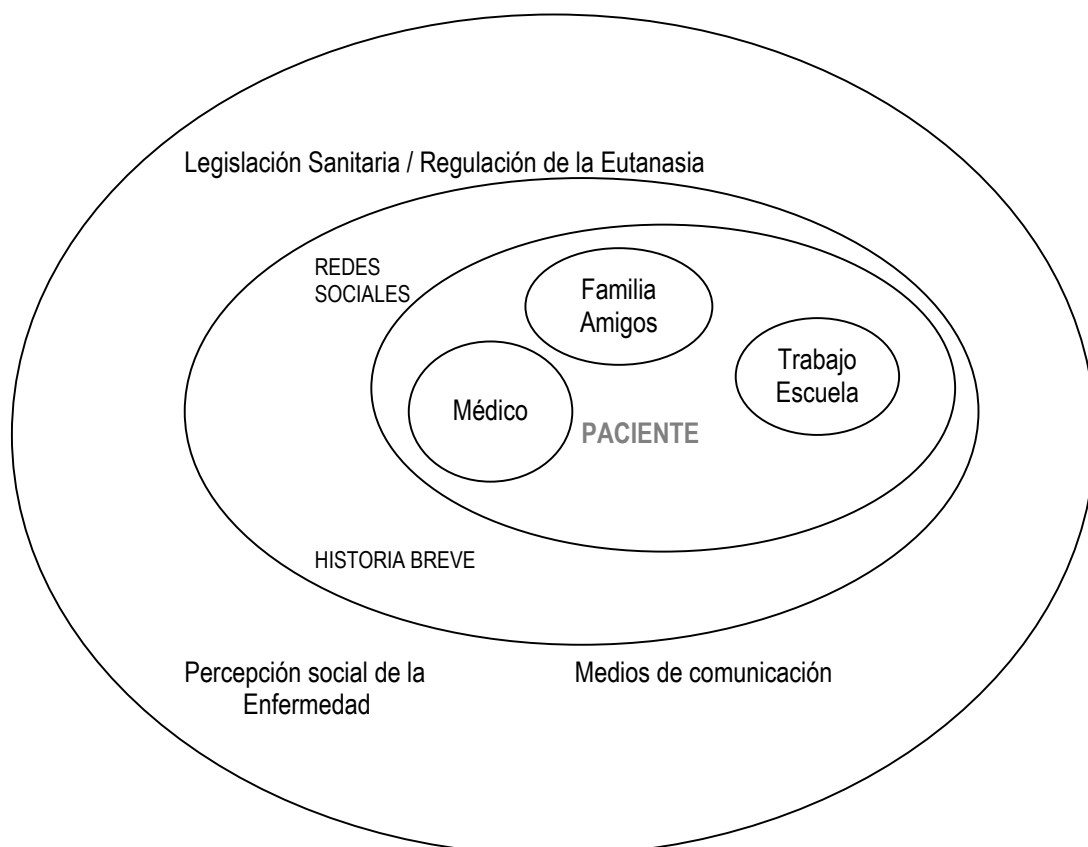 Legislación Sanitaria / Regulación de la Eutanasia
REDES
SOCIALES
Familia
Amigos
Trabajo
Escuela
Médico
PACIENTE
HISTORIA BREVE
Percepción social de la
Enfermedad
Medios de comunicación